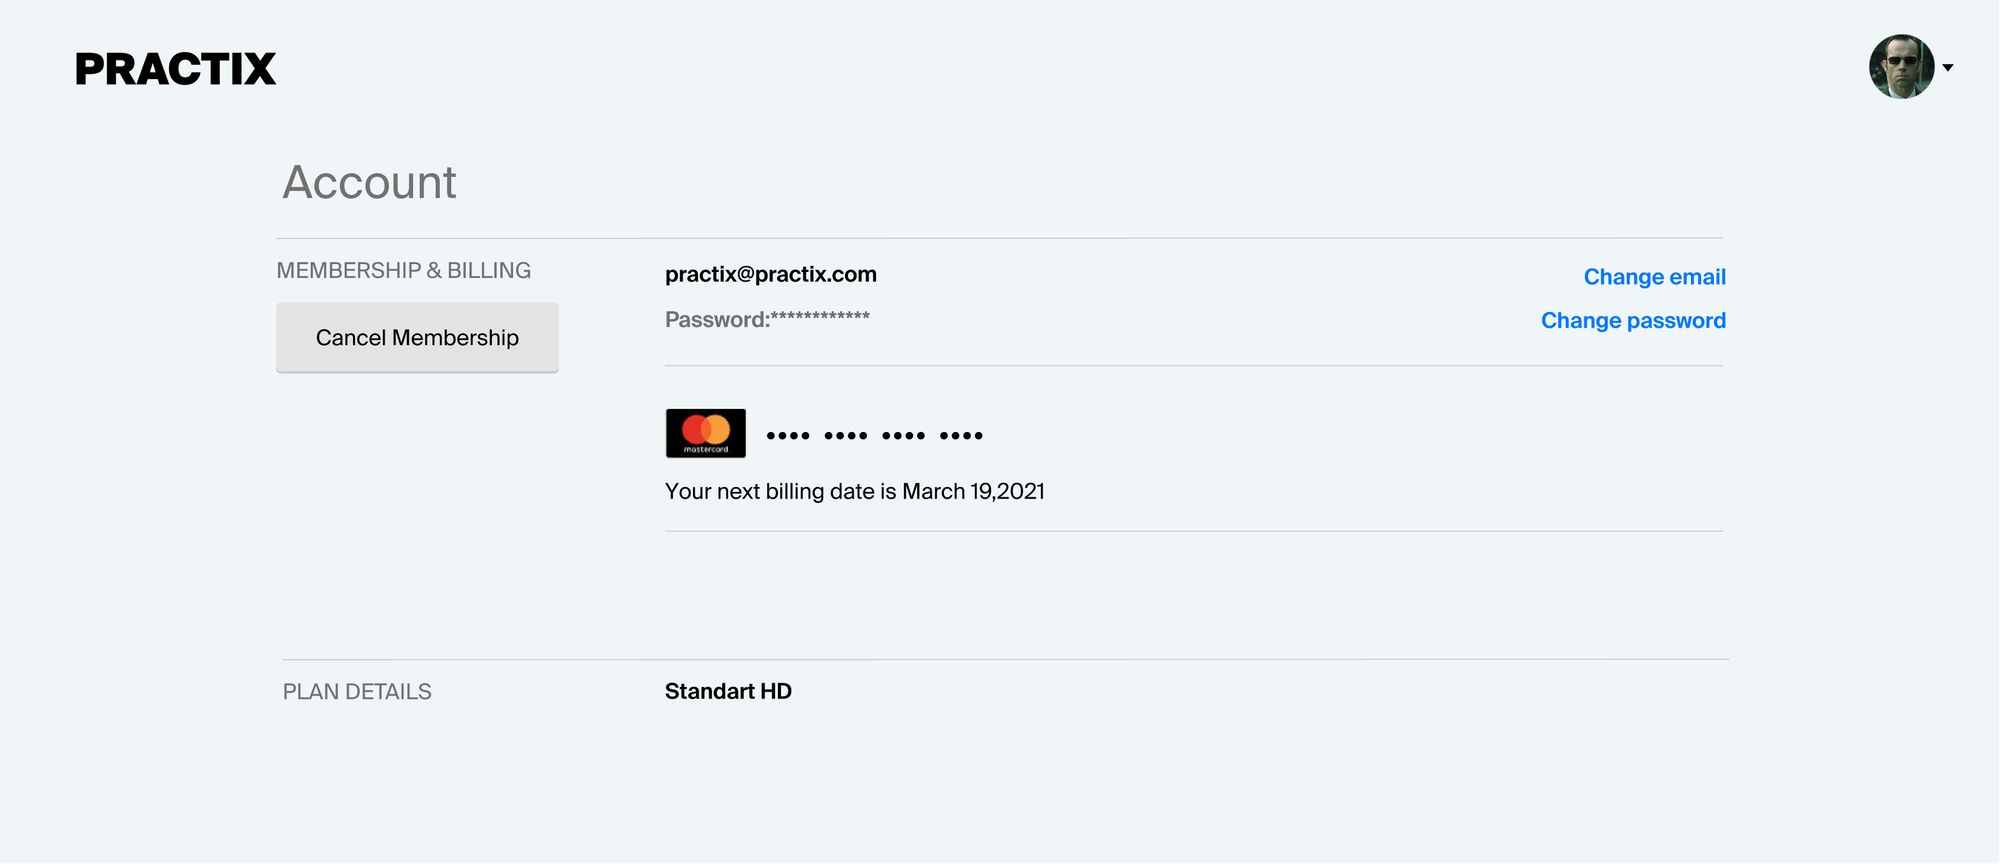 PRACTIX
Account
MEMBERSHIP & BILLING
Cancel Membership
practix@practix.com
Change email
Password:************
Change password
mastercard
•••• •••• •••• ••••
Your next billing date is March 19,2021
PLAN DETAILS
Standart HD